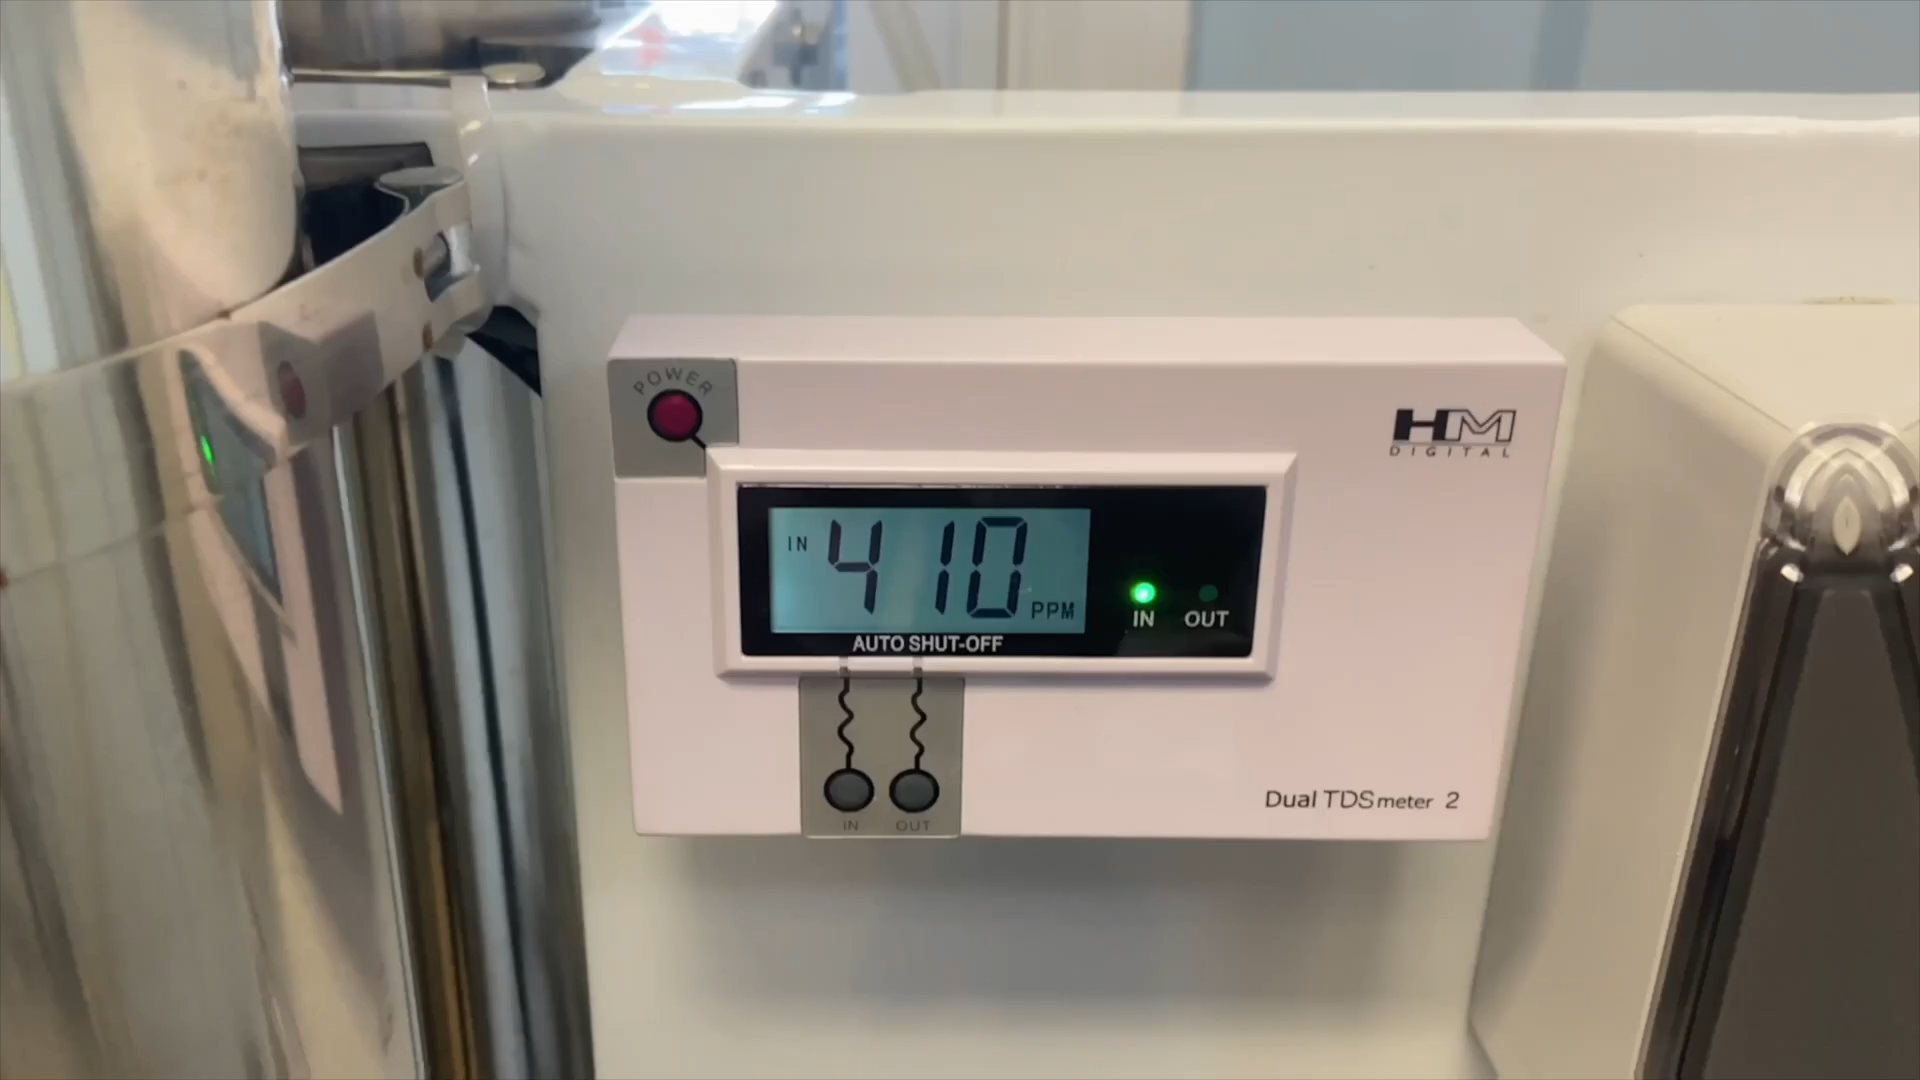 POWER
HM
DIGITAL
IN 410 PPM
IN OUT
AUTO SHUT-OFF
IN OUT
Dual TDS meter 2